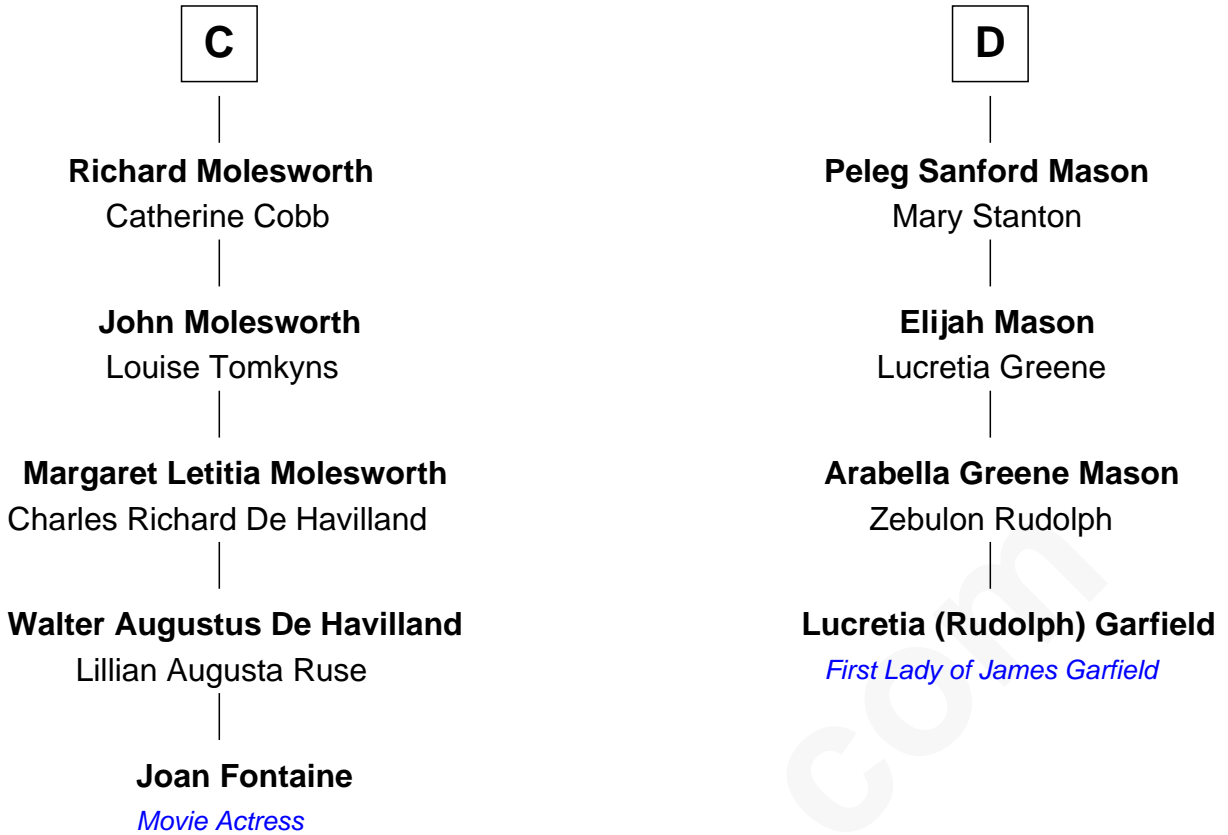 C
Richard Molesworth
Catherine Cobb
John Molesworth
Louise Tomkyns
Margaret Letitia Molesworth
Charles Richard De Havilland
Walter Augustus De Havilland
Lillian Augusta Ruse
Joan Fontaine
Movie Actress
D
Peleg Sanford Mason
Mary Stanton
Elijah Mason
Lucretia Greene
Arabella Greene Mason
Zebulon Rudolph
Lucretia (Rudolph) Garfield
First Lady of James Garfield
com